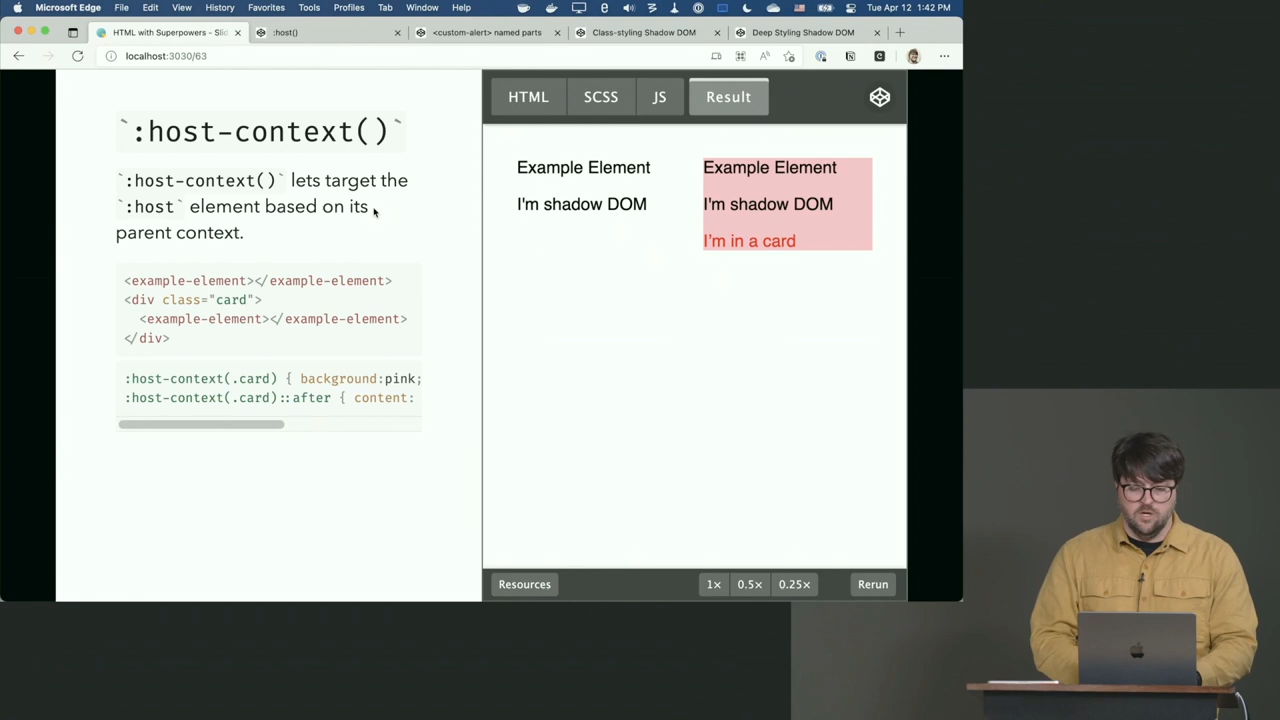 Microsoft Edge File Edit View History Favorites Tools Profiles Tab Window Help Tue Apr 12 1:42 PM
HTML with Superpowers - Sli :host() <custom-alert> named parts Class-styling Shadow DOM Deep Styling Shadow DOM
localhost:3030/63
`:host-context()`
`:host-context()` lets target the
`:host` element based on its
parent context.
<example-element></example-element>
<div class="card">
<example-element></example-element>
</div>
:host-context(.card) { background:pink;
:host-context(.card)::after { content:
HTML SCSS JS Result
Example Element
I'm shadow DOM
Example Element
I'm shadow DOM
I'm in a card
Resources 1× 0.5× 0.25× Rerun